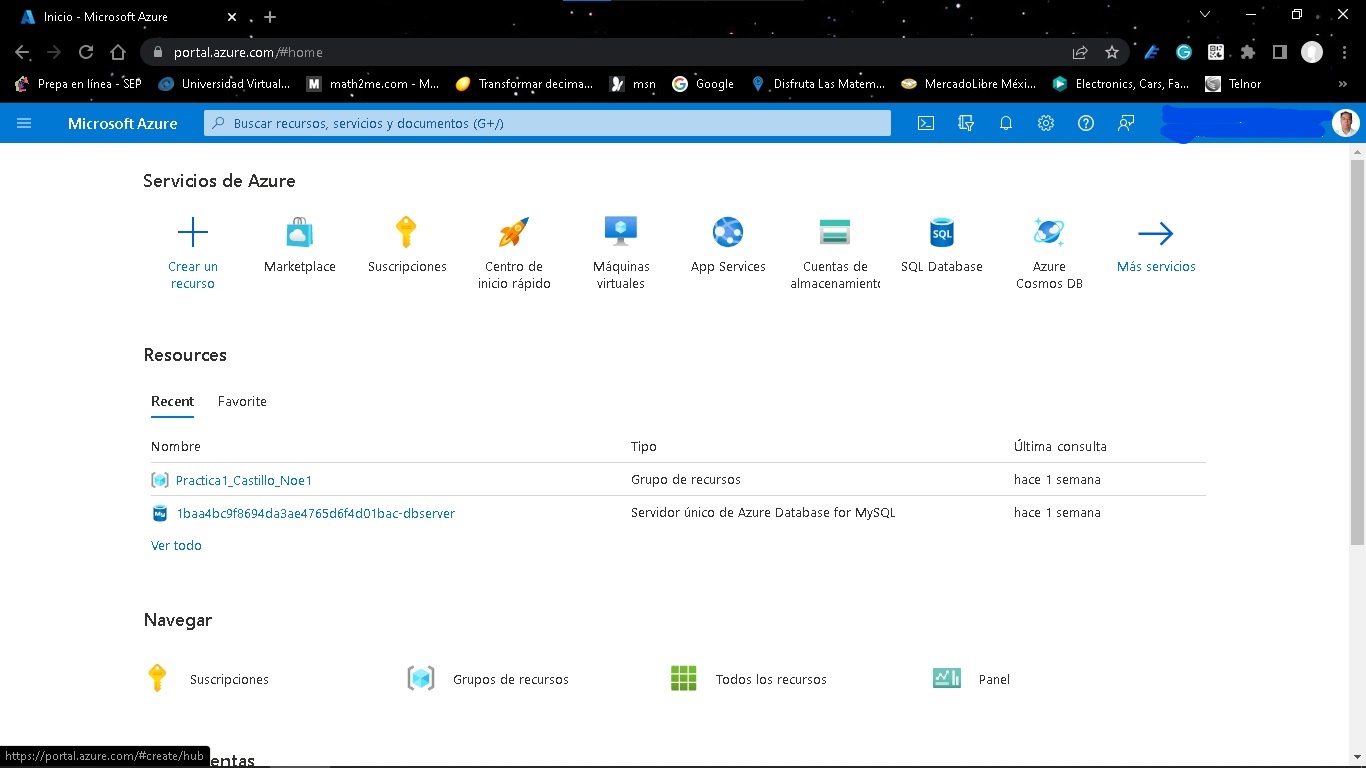 Inicio - Microsoft Azure
portal.azure.com/#home
Prepa en línea - SEP
Universidad Virtual...
M math2me.com - M...
Transformar decima...
msn
Google
Disfruta Las Matem...
MercadoLibre Méxi...
Electronics, Cars, Fa...
Telnor
»
Microsoft Azure
Buscar recursos, servicios y documentos (G+/)
Servicios de Azure
Crear un
recurso
Marketplace
Suscripciones
Centro de
inicio rápido
Máquinas
virtuales
App Services
Cuentas de
almacenamiento
SQL
SQL Database
Azure
Cosmos DB
Más servicios
Resources
Recent Favorite
Nombre Tipo Última consulta
Practica1_Castillo_Noe1 Grupo de recursos hace 1 semana
My 1baa4bc9f8694da3ae4765d6f4d01bac-dbserver Servidor único de Azure Database for MySQL hace 1 semana
Ver todo
Navegar
Suscripciones
Grupos de recursos
Todos los recursos
Panel
https://portal.azure.com/#create/hub